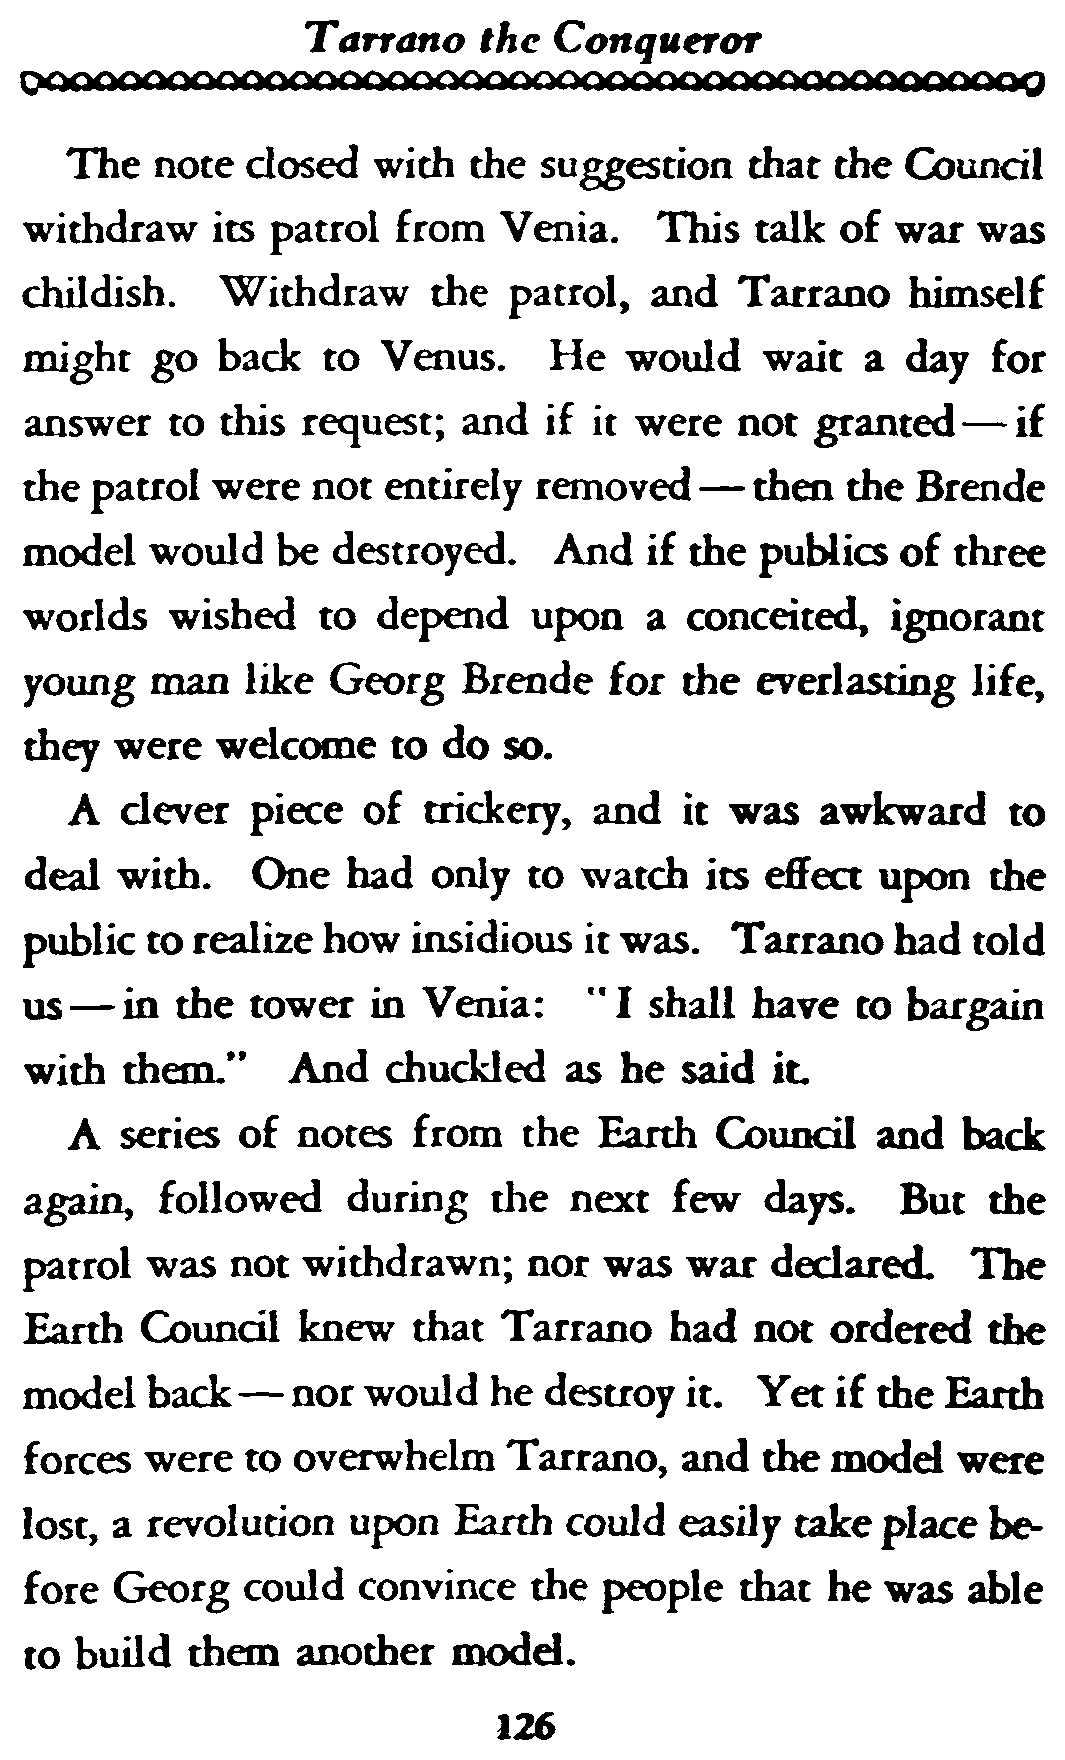 Tarrano the Conqueror
The note closed with the suggestion that the Council
withdraw its patrol from Venia. This talk of war was
childish. Withdraw the patrol, and Tarrano himself
might go back to Venus. He would wait a day for
answer to this request; and if it were not granted—if
the patrol were not entirely removed—then the Brende
model would be destroyed. And if the publics of three
worlds wished to depend upon a conceited, ignorant
young man like Georg Brende for the everlasting life,
they were welcome to do so.
A clever piece of trickery, and it was awkward to
deal with. One had only to watch its effect upon the
public to realize how insidious it was. Tarrano had told
us—in the tower in Venia: "I shall have to bargain
with them." And chuckled as he said it.
A series of notes from the Earth Council and back
again, followed during the next few days. But the
patrol was not withdrawn; nor was war declared. The
Earth Council knew that Tarrano had not ordered the
model back—nor would he destroy it. Yet if the Earth
forces were to overwhelm Tarrano, and the model were
lost, a revolution upon Earth could easily take place be-
fore Georg could convince the people that he was able
to build them another model.
126